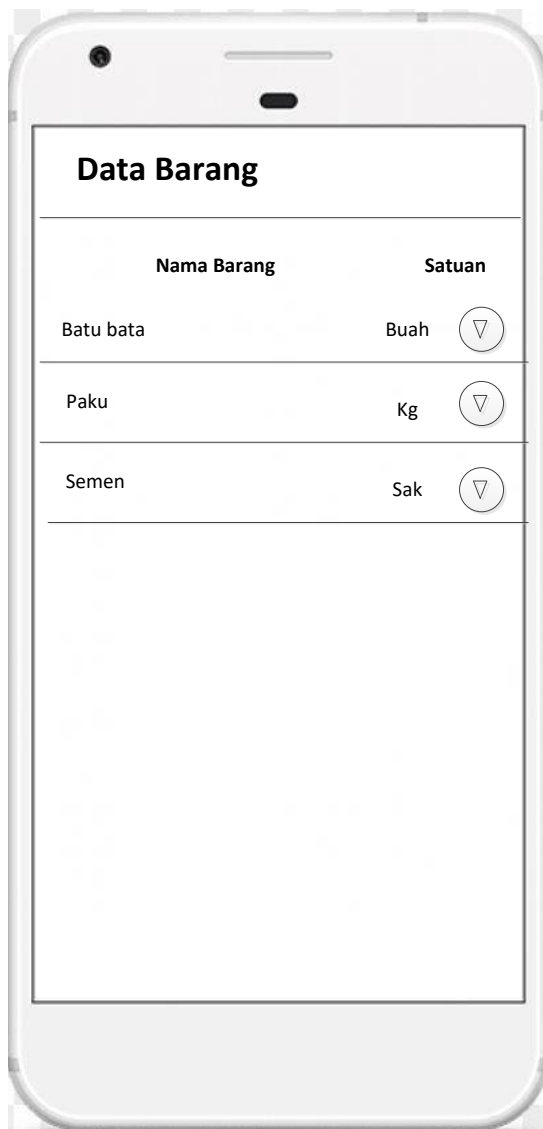 Data Barang
Nama Barang Satuan
Batu bata Buah
Paku Kg
Semen Sak